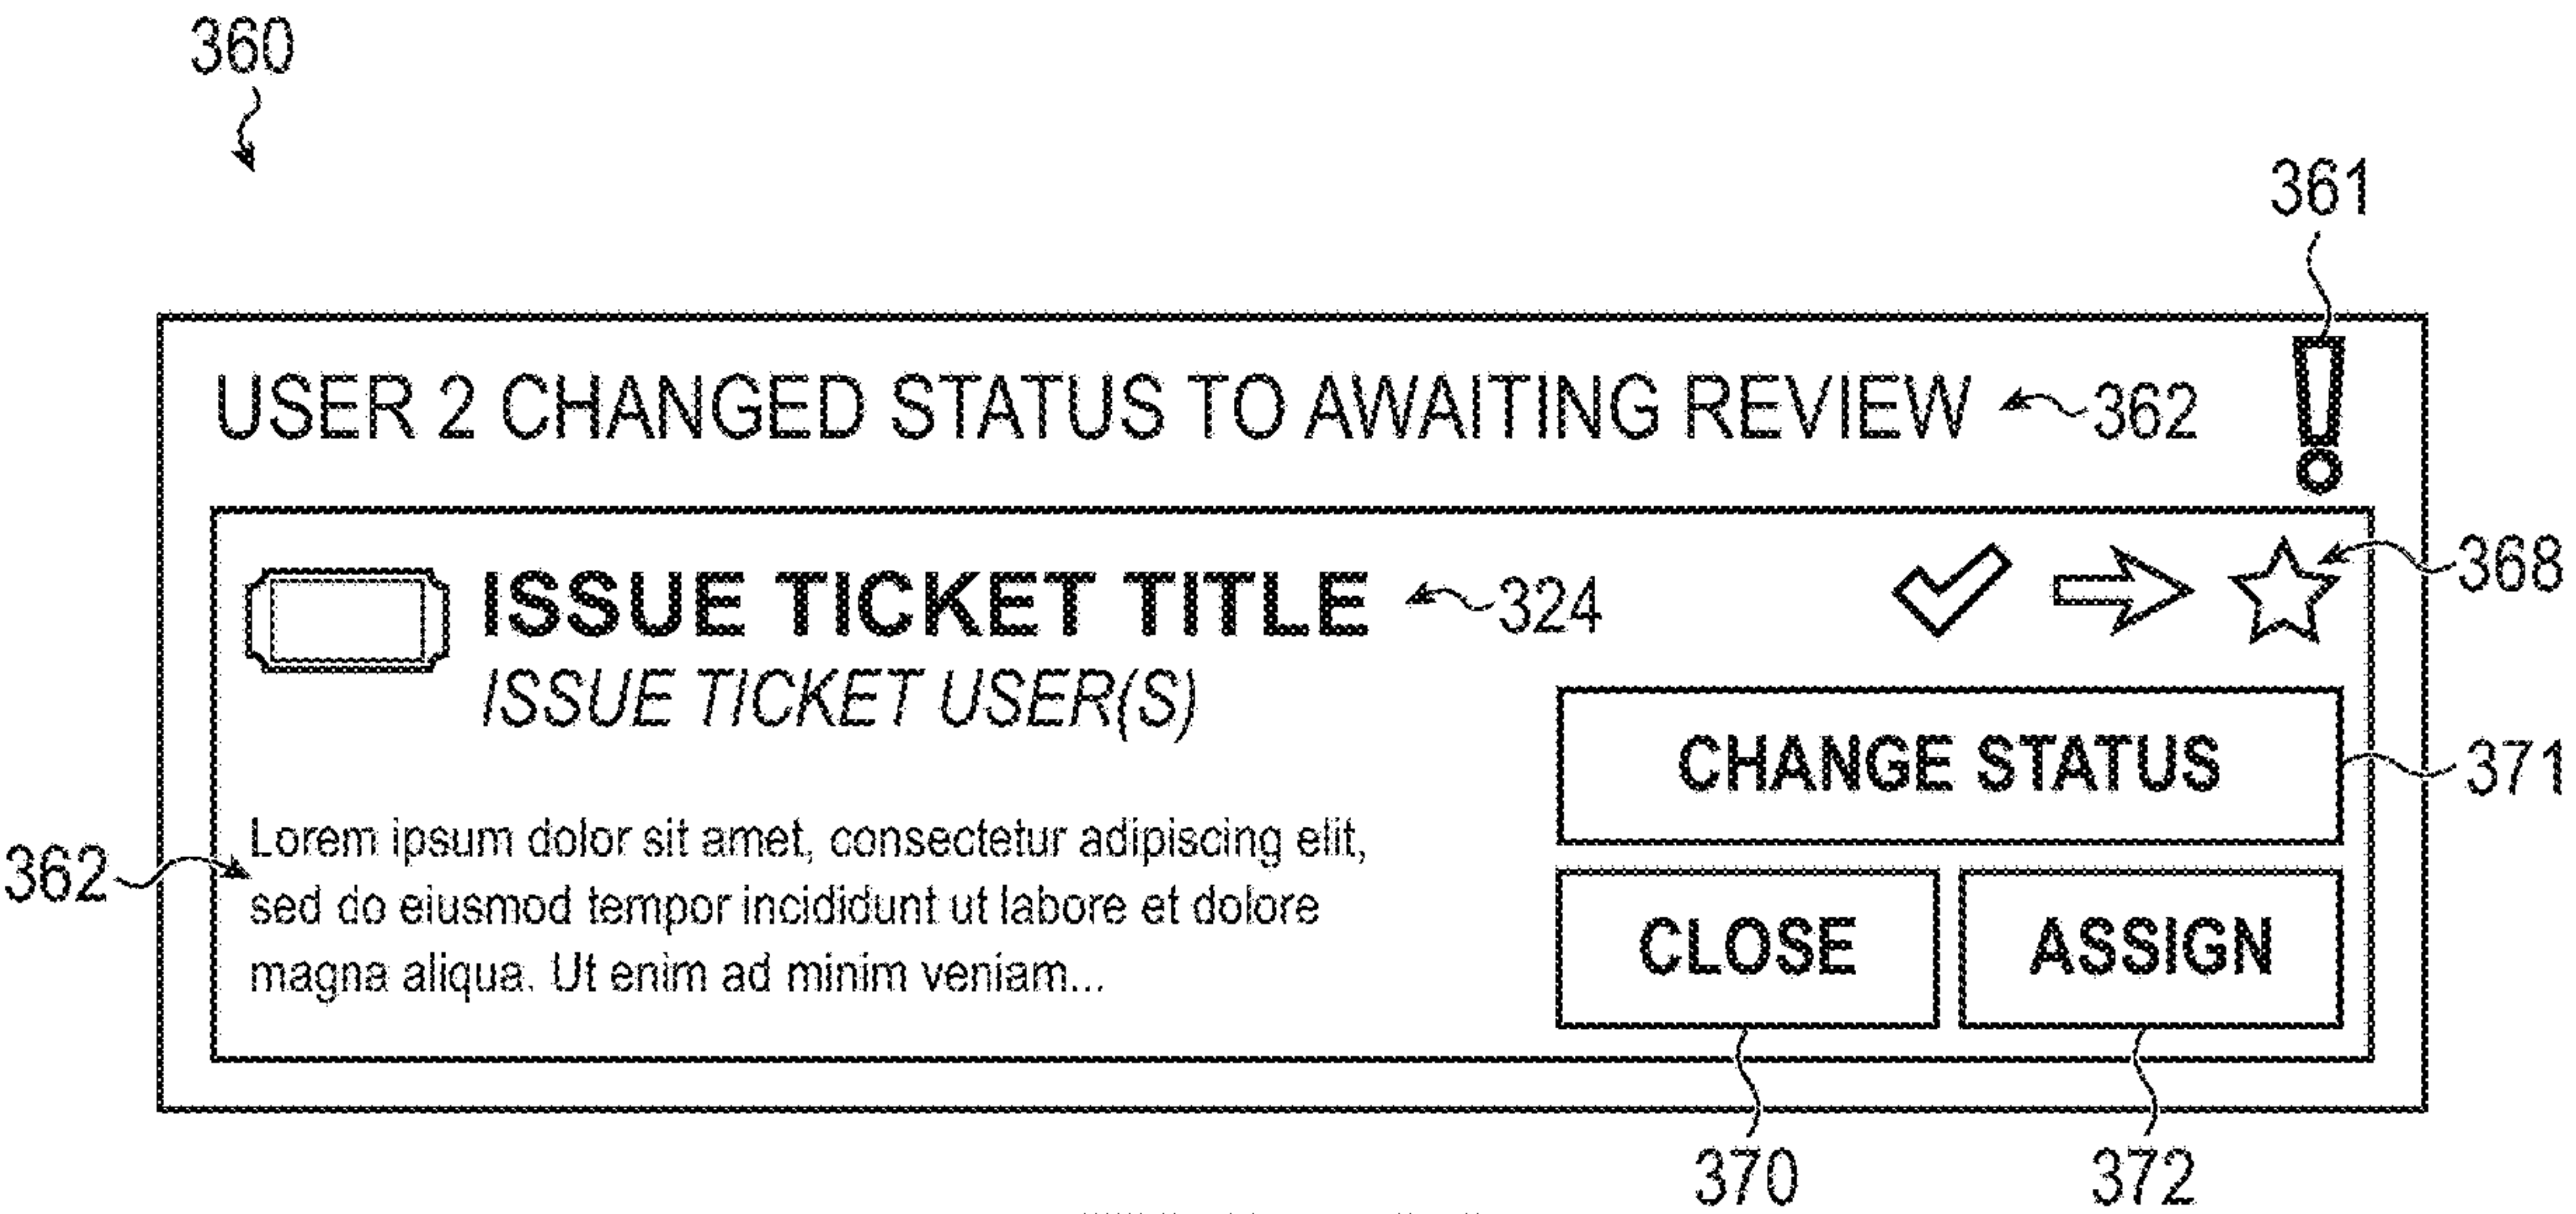 360
361
USER 2 CHANGED STATUS TO AWAITING REVIEW
362
ISSUE TICKET TITLE
324
368
ISSUE TICKET USER(S)
CHANGE STATUS
371
362
Lorem ipsum dolor sit amet, consectetur adipiscing elit,
sed do eiusmod tempor incididunt ut labore et dolore
magna aliqua. Ut enim ad minim veniam...
CLOSE
ASSIGN
370
372